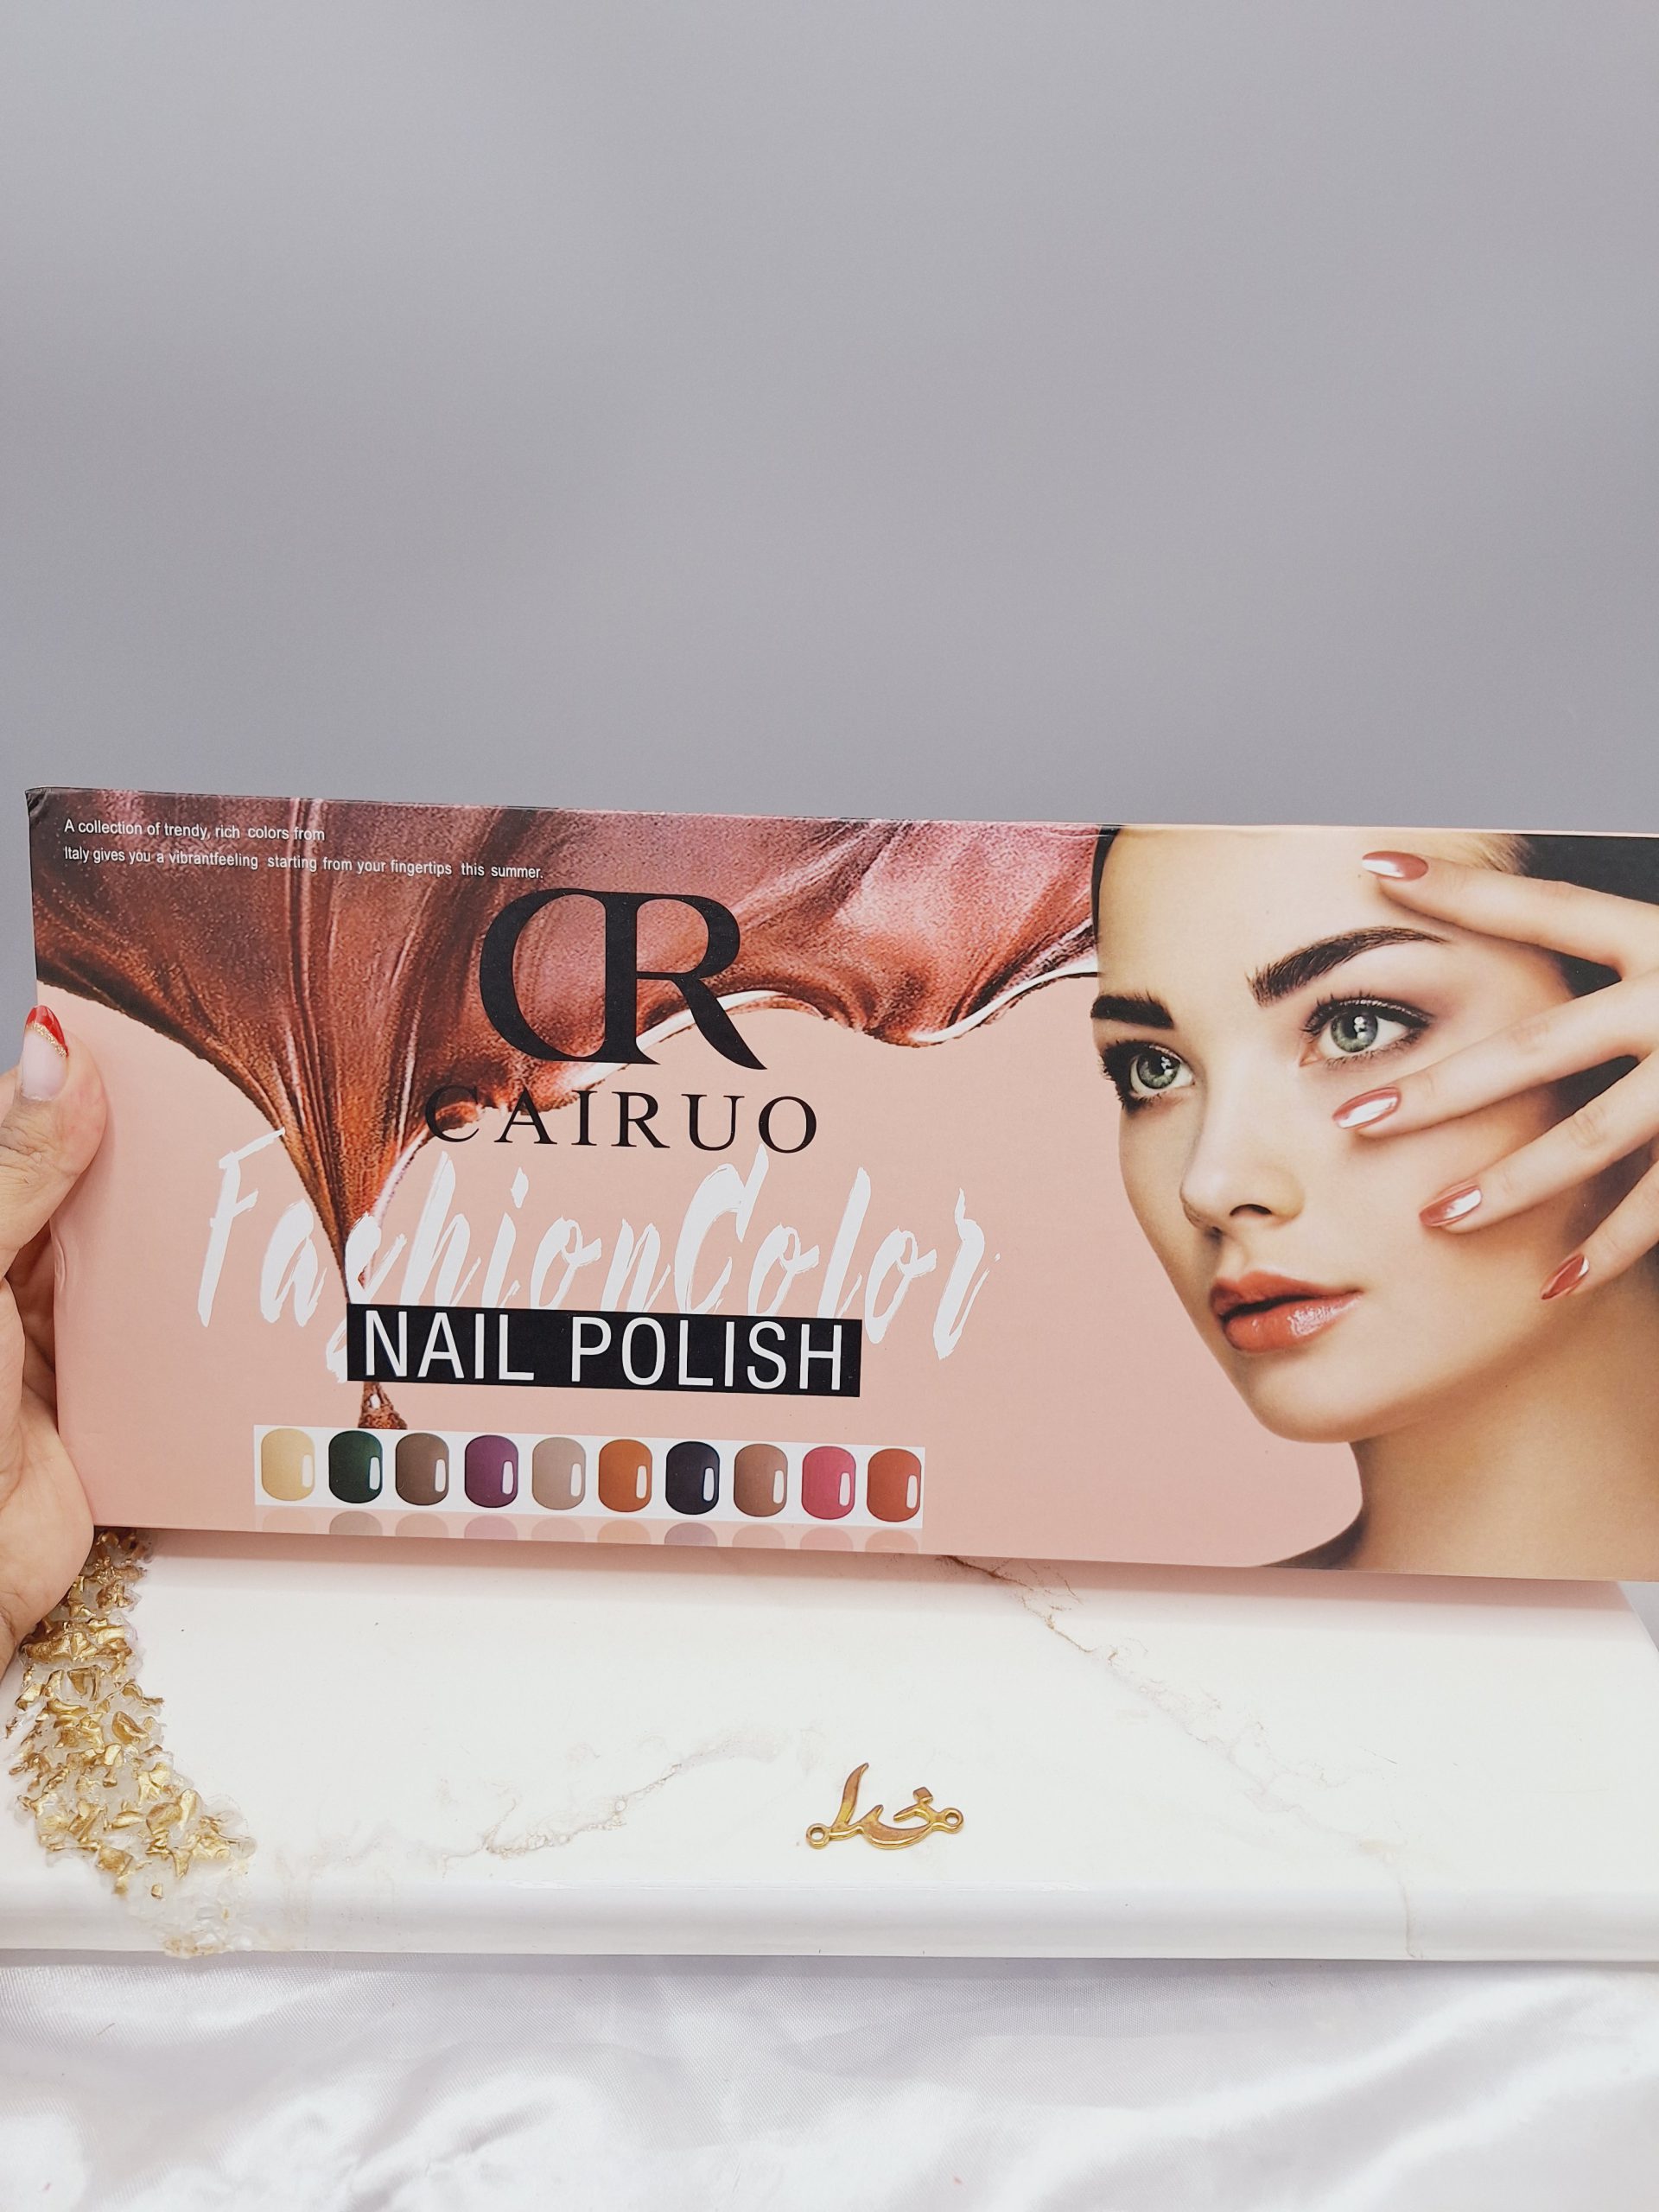 A collection of trendy, rich colors from
Italy gives you a vibrantfeeling starting from your fingertips this summer.
CR
CAIRUO
FashionColor
NAIL POLISH